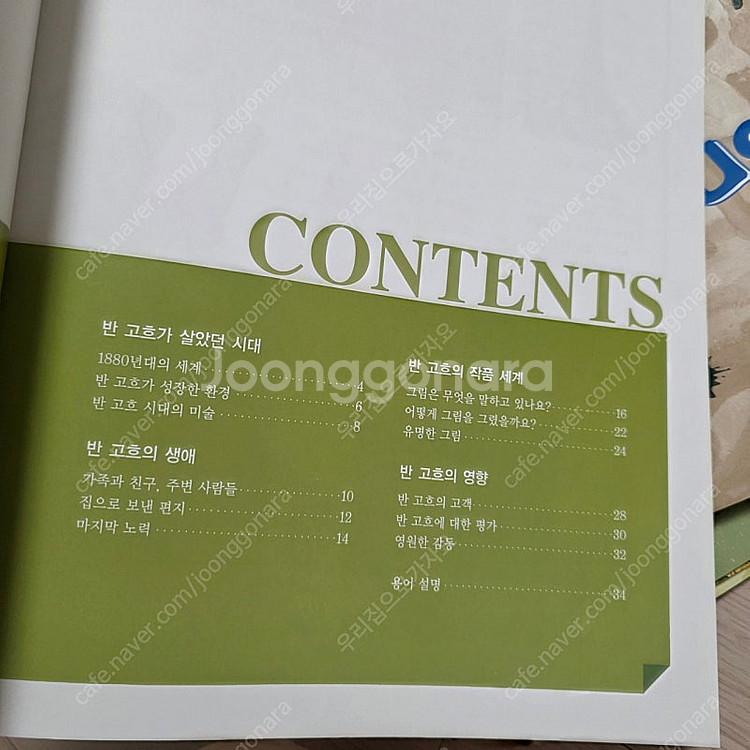 CONTENTS
반 고흐가 살았던 시대
1880년대의 세계 4
반 고흐가 성장한 환경 6
반 고흐 시대의 미술 8
반 고흐의 생애
가족과 친구, 주변 사람들 10
집으로 보낸 편지 12
마지막 노력 14
반 고흐의 작품 세계
그림은 무엇을 말하고 있나요? 16
어떻게 그림을 그렸을까요? 22
유명한 그림 24
반 고흐의 영향
반 고흐의 고객 28
반 고흐에 대한 평가 30
영원한 감동 32
용어 설명 34
Joonggonara
cafe.naver.com/joonggonara
우리집으로가자요